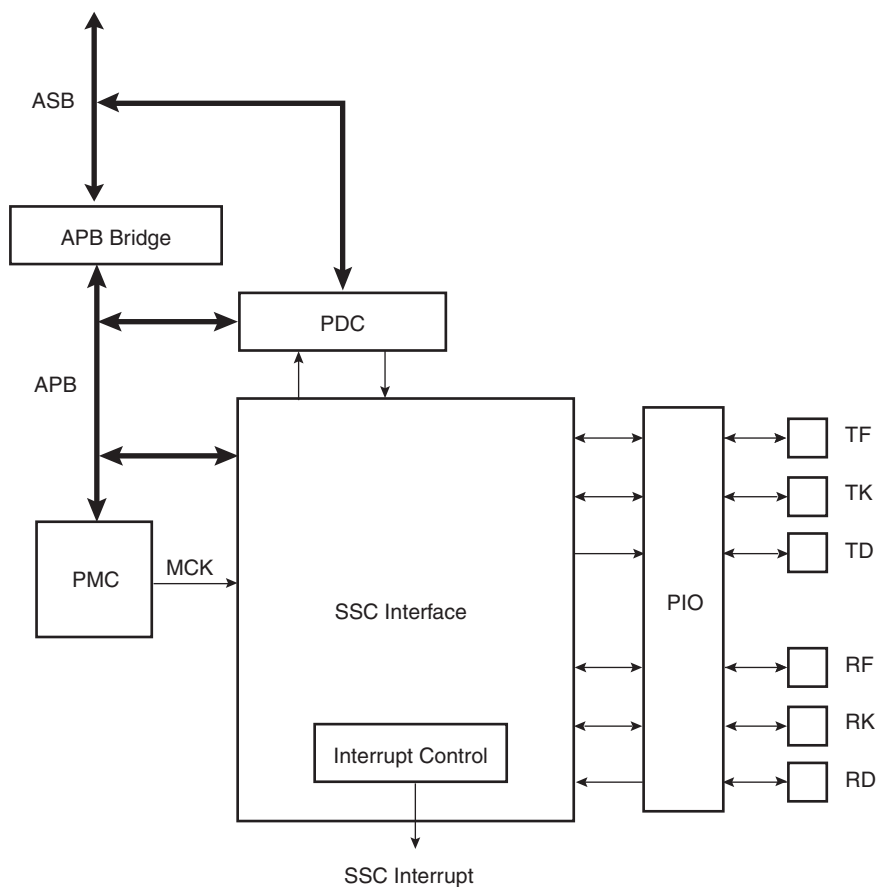 ASB
APB Bridge
PDC
APB
TF
TK
TD
PMC
MCK
SSC Interface
PIO
RF
RK
RD
Interrupt Control
SSC Interrupt